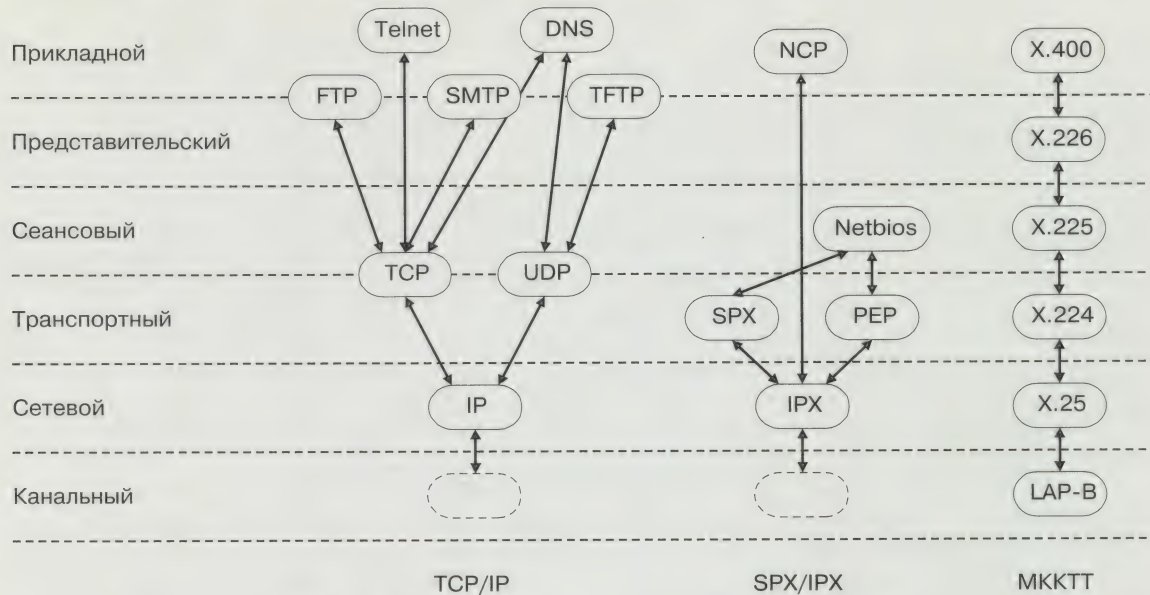 Прикладной
Telnet
DNS
NCP
X.400
FTP
SMTP
TFTP
Представительский
X.226
Сеансовый
Netbios
X.225
TCP
UDP
Транспортный
SPX
PEP
X.224
Сетевой
IP
IPX
X.25
Канальный
LAP-B
TCP/IP
SPX/IPX
МККТТ